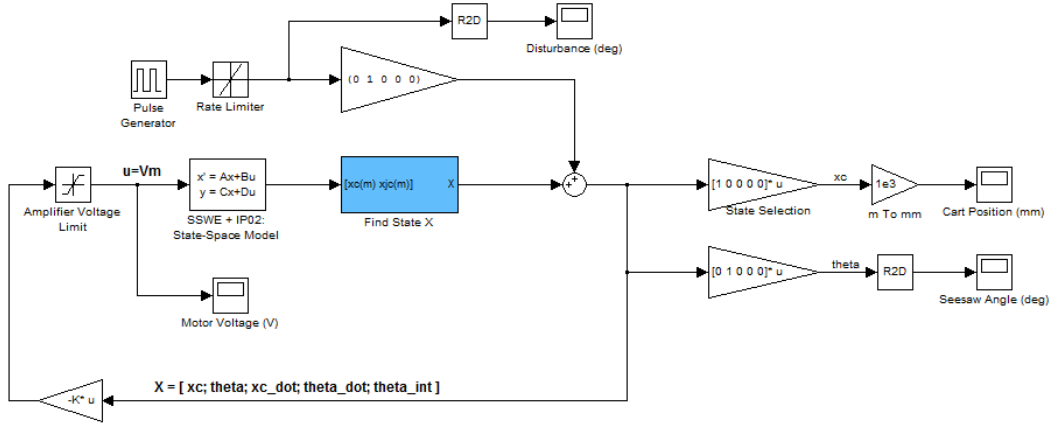 R2D
Disturbance (deg)
(0 1 0 0 0)
Pulse
Generator
Rate Limiter
u=Vm
Amplifier Voltage
Limit
x' = Ax+Bu
y = Cx+Du
SSWE + IP02:
State-Space Model
[xc(m) xjc(m)]
X
Find State X
+
+
[1 0 0 0 0]* u
State Selection
xc
1e3
m To mm
Cart Position (mm)
[0 1 0 0 0]* u
theta
R2D
Seesaw Angle (deg)
Motor Voltage (V)
X = [ xc; theta; xc_dot; theta_dot; theta_int ]
-K* u